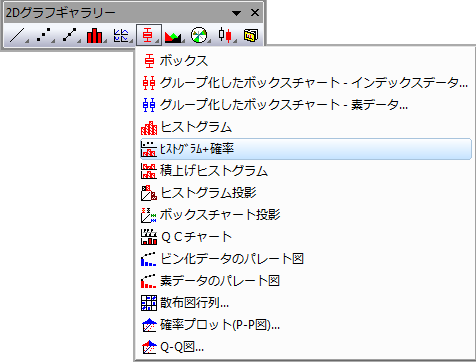 2Dグラフギャラリー
ボックス
グループ化したボックスチャート - インデックスデータ...
グループ化したボックスチャート - 素データ...
ヒストグラム
ﾋｽﾄｸﾞﾗﾑ+確率
積上げヒストグラム
ヒストグラム投影
ボックスチャート投影
ＱＣチャート
ビン化データのパレート図
素データのパレート図
散布図行列...
確率プロット(P-P図)...
Q-Q図...